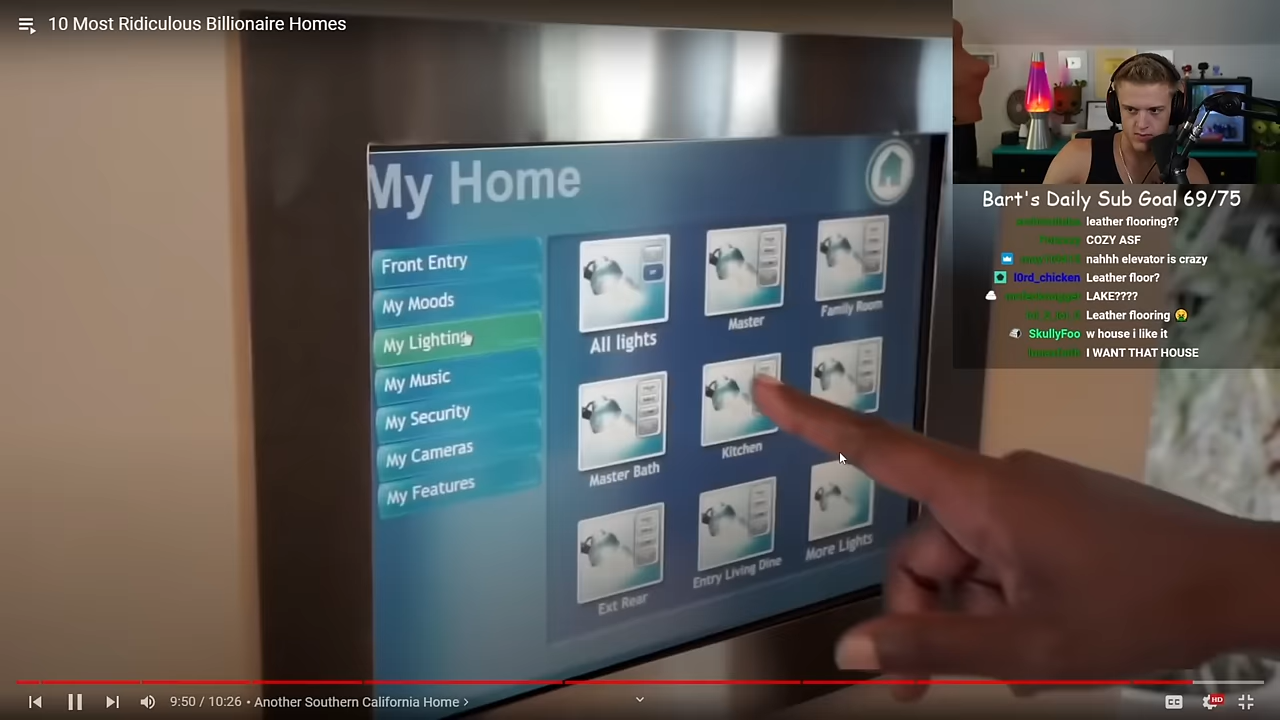 10 Most Ridiculous Billionaire Homes
My Home
Front Entry
My Moods
My Lighting
My Music
My Security
My Cameras
My Features
All lights
Master
Family Room
Master Bath
Kitchen
Ext Rear
Entry Living Dine
More Lights
Bart's Daily Sub Goal 69/75
leather flooring??
COZY ASF
nahhh elevator is crazy
l0rd_chicken Leather floor?
LAKE????
Leather flooring
SkullyFoo w house i like it
I WANT THAT HOUSE
9:50 / 10:26 • Another Southern California Home
CC
HD